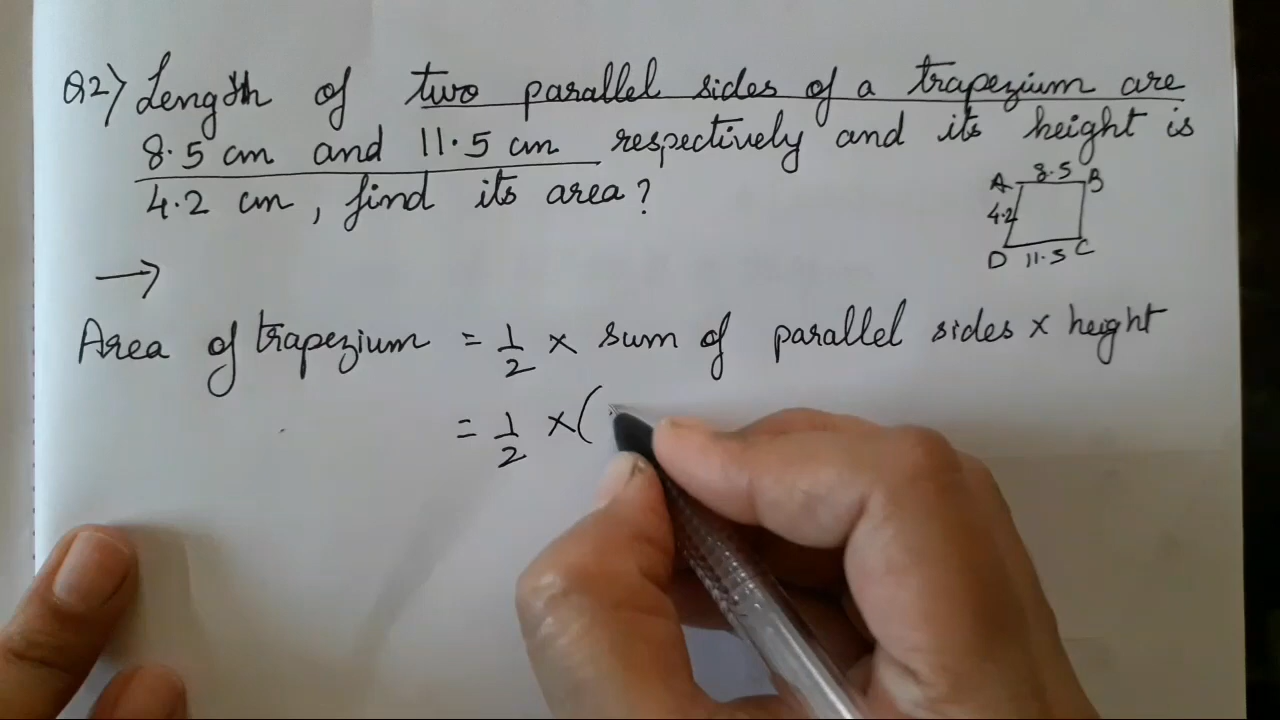 Q2) Length of two parallel sides of a trapezium are
8.5 cm and 11.5 cm respectively and its height is
4.2 cm, find its area?
A 8.5 B
4.2
D 11.5 C
→
Area of trapezium = 1/2 × sum of parallel sides × height
= 1/2 × (